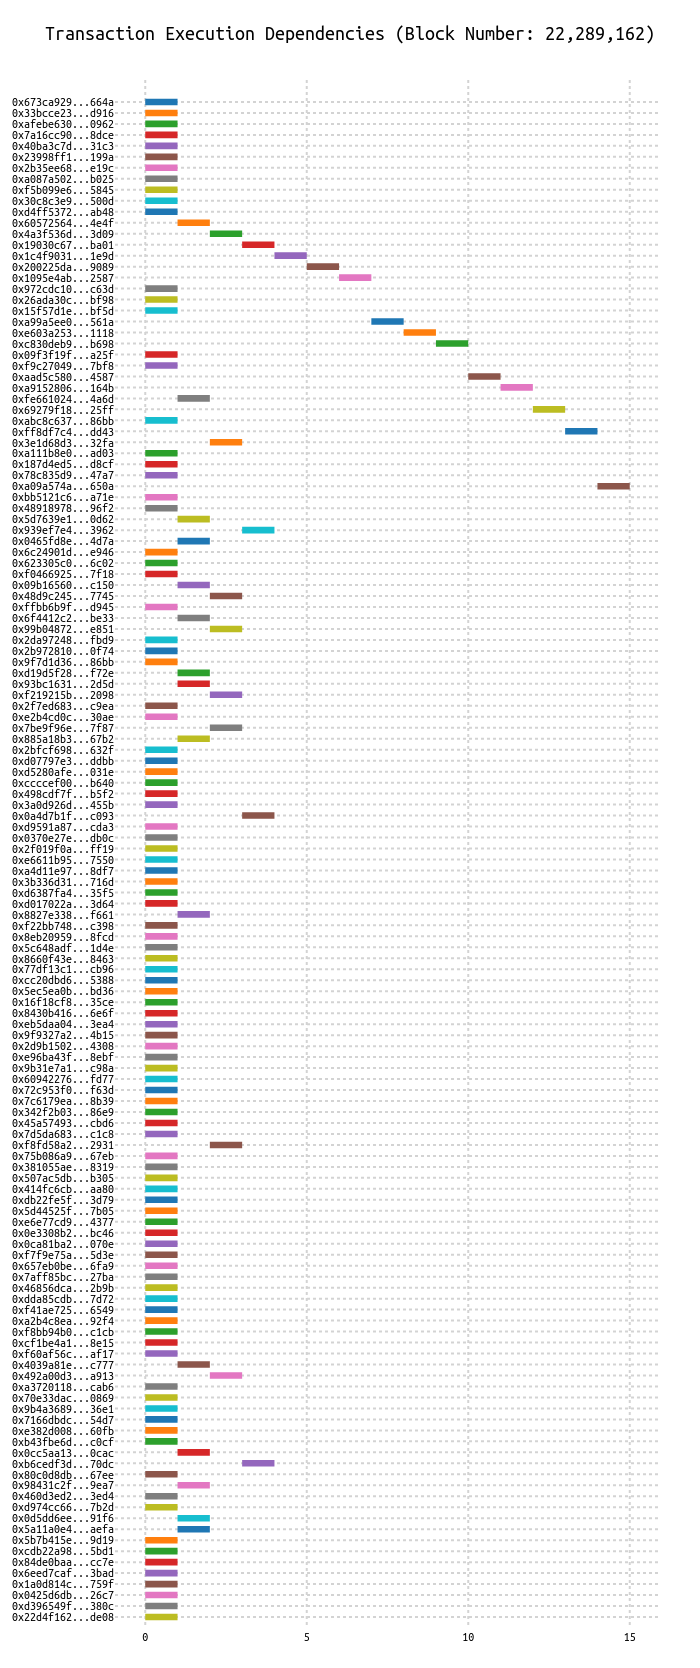 Transaction Execution Dependencies (Block Number: 22,289,162)
0x673ca929...664a
0x33bcce23...d916
0xafebe630...0962
0x7a16cc90...8dce
0x40ba3c7d...31c3
0x23998ff1...199a
0x2b35ee68...e19c
0xa087a502...b025
0xf5b099e6...5845
0x30c8c3e9...500d
0xd4ff5372...ab48
0x60572564...4e4f
0x4a3f536d...3d09
0x19030c67...ba01
0x1c4f9031...1e9d
0x200225da...9089
0x1095e4ab...2587
0x972cdc10...c63d
0x26ada30c...bf98
0x15f57d1e...bf5d
0xa99a5ee0...561a
0xe603a253...1118
0xc830deb9...b698
0x09f3f19f...a25f
0xf9c27049...7bf8
0xaad5c580...4587
0xa9152806...164b
0xfe661024...4a6d
0x69279f18...25ff
0xabc8c637...86bb
0xff8df7c4...dd43
0x3e1d68d3...32fa
0xa111b8e0...ad03
0x187d4ed5...d8cf
0x78c835d9...47a7
0xa09a574a...650a
0xbb5121c6...a71e
0x48918978...96f2
0x5d7639e1...0d62
0x939ef7e4...3962
0x0465fd8e...4d7a
0x6c24901d...e946
0x623305c0...6c02
0xf0466925...7f18
0x09b16560...c150
0x48d9c245...7745
0xffbb6b9f...d945
0x6f4412c2...be33
0x99b04872...e851
0x2da97248...fbd9
0x2b972810...0f74
0x9f7d1d36...86bb
0xd19d5f28...f72e
0x93bc1631...2d5d
0xf219215b...2098
0x2f7ed683...c9ea
0xe2b4cd0c...30ae
0x7be9f96e...7f87
0x885a18b3...67b2
0x2bfcf698...632f
0xd07797e3...ddbb
0xd5280afe...031e
0xccccef00...b640
0x498cdf7f...b5f2
0x3a0d926d...455b
0x0a4d7b1f...c093
0xd9591a87...cda3
0x0370e27e...db0c
0x2f019f0a...ff19
0xe6611b95...7550
0xa4d11e97...8df7
0x3b336d31...716d
0xd6387fa4...35f5
0xd017022a...3d64
0x8827e338...f661
0xf22bb748...c398
0x8eb20959...8fcd
0x5c648adf...1d4e
0x8660f43e...8463
0x77df13c1...cb96
0xcc20dbd6...5388
0x5ec5ea0b...bd36
0x16f18cf8...35ce
0x8430b416...6e6f
0xeb5daa04...3ea4
0x9f9327a2...4b15
0x2d9b1502...4308
0xe96ba43f...8ebf
0x9b31e7a1...c98a
0x60942276...fd77
0x72c953f0...f63d
0x7c6179ea...8b39
0x342f2b03...86e9
0x45a57493...cbd6
0x7d5da683...c1c8
0xf8fd58a2...2931
0x75b086a9...67eb
0x381055ae...8319
0x507ac5db...b305
0x414fc6cb...aa80
0xdb22fe5f...3d79
0x5d44525f...7b05
0xe6e77cd9...4377
0x0e3308b2...bc46
0x0ca81ba2...070e
0xf7f9e75a...5d3e
0x657eb0be...6fa9
0x7aff85bc...27ba
0x46856dca...2b9b
0xdda85cdb...7d72
0xf41ae725...6549
0xa2b4c8ea...92f4
0xf8bb94b0...c1cb
0xcf1be4a1...8e15
0xf60af56c...af17
0x4039a81e...c777
0x492a00d3...a913
0xa3720118...cab6
0x70e33dac...0869
0x9b4a3689...36e1
0x7166dbdc...54d7
0xe382d008...60fb
0xb43fbe6d...c0cf
0x0cc5aa13...0cac
0xb6cedf3d...70dc
0x80c0d8db...67ee
0x98431c2f...9ea7
0x460d3ed2...3ed4
0xd974cc66...7b2d
0x0d5dd6ee...91f6
0x5a11a0e4...aefa
0x5b7b415e...9d19
0xcdb22a98...5bd1
0x84de0baa...cc7e
0x6eed7caf...3bad
0x1a0d814c...759f
0x0425d6db...26c7
0xd396549f...380c
0x22d4f162...de08
0 5 10 15